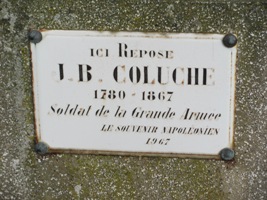 ICI REPOSE
J.B. COLUCHE
1780 - 1867
Soldat de la Grande Armée
LE SOUVENIR NAPOLÉONIEN
1967